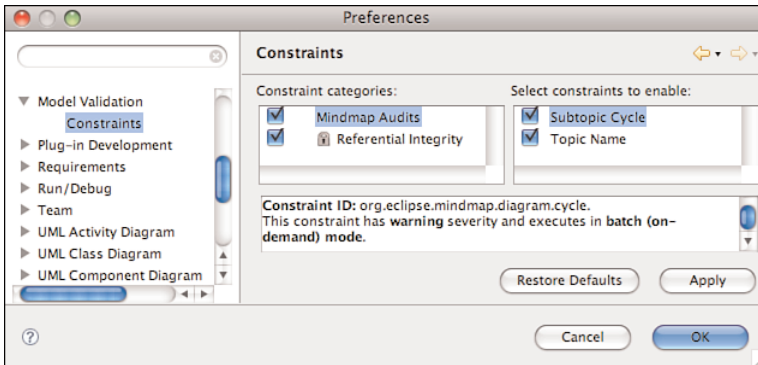 Preferences
Model Validation
Constraints
Plug-in Development
Requirements
Run/Debug
Team
UML Activity Diagram
UML Class Diagram
UML Component Diagram
Constraints
Constraint categories:
Mindmap Audits
Referential Integrity
Select constraints to enable:
Subtopic Cycle
Topic Name
Constraint ID: org.eclipse.mindmap.diagram.cycle.
This constraint has warning severity and executes in batch (on-
demand) mode.
Restore Defaults
Apply
?
Cancel
OK